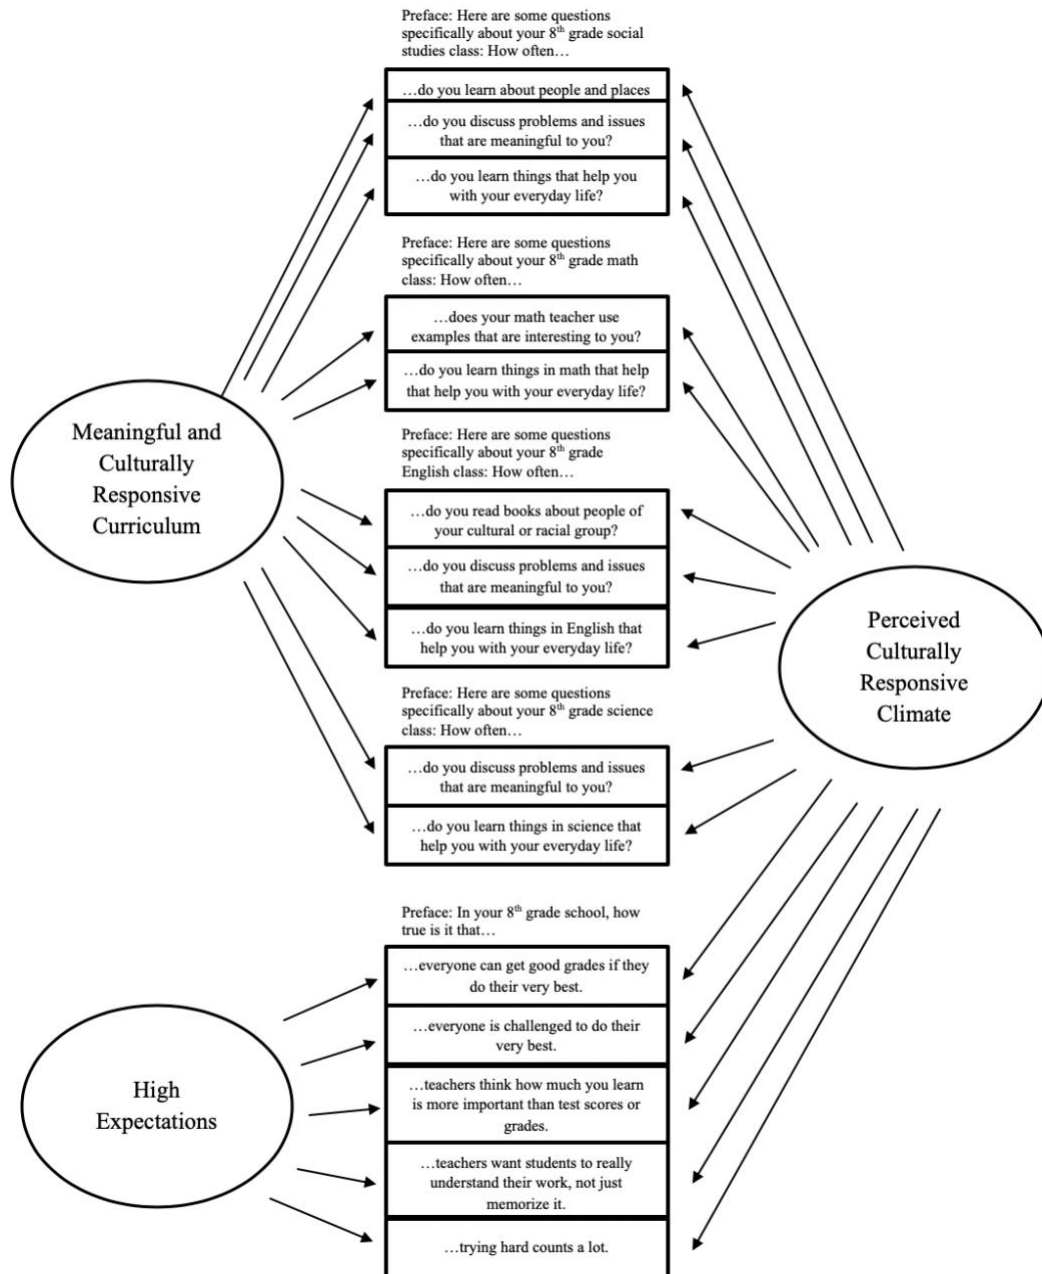 Preface: Here are some questions
specifically about your 8th grade social
studies class: How often…
…do you learn about people and places
…do you discuss problems and issues
that are meaningful to you?
…do you learn things that help you
with your everyday life?
Preface: Here are some questions
specifically about your 8th grade math
class: How often…
…does your math teacher use
examples that are interesting to you?
…do you learn things in math that help
that help you with your everyday life?
Meaningful and
Culturally
Responsive
Curriculum
Preface: Here are some questions
specifically about your 8th grade
English class: How often…
…do you read books about people of
your cultural or racial group?
…do you discuss problems and issues
that are meaningful to you?
…do you learn things in English that
help you with your everyday life?
Perceived
Culturally
Responsive
Climate
Preface: Here are some questions
specifically about your 8th grade science
class: How often…
…do you discuss problems and issues
that are meaningful to you?
…do you learn things in science that
help you with your everyday life?
Preface: In your 8th grade school, how
true is it that…
…everyone can get good grades if they
do their very best.
…everyone is challenged to do their
very best.
High
Expectations
…teachers think how much you learn
is more important than test scores or
grades.
…teachers want students to really
understand their work, not just
memorize it.
…trying hard counts a lot.